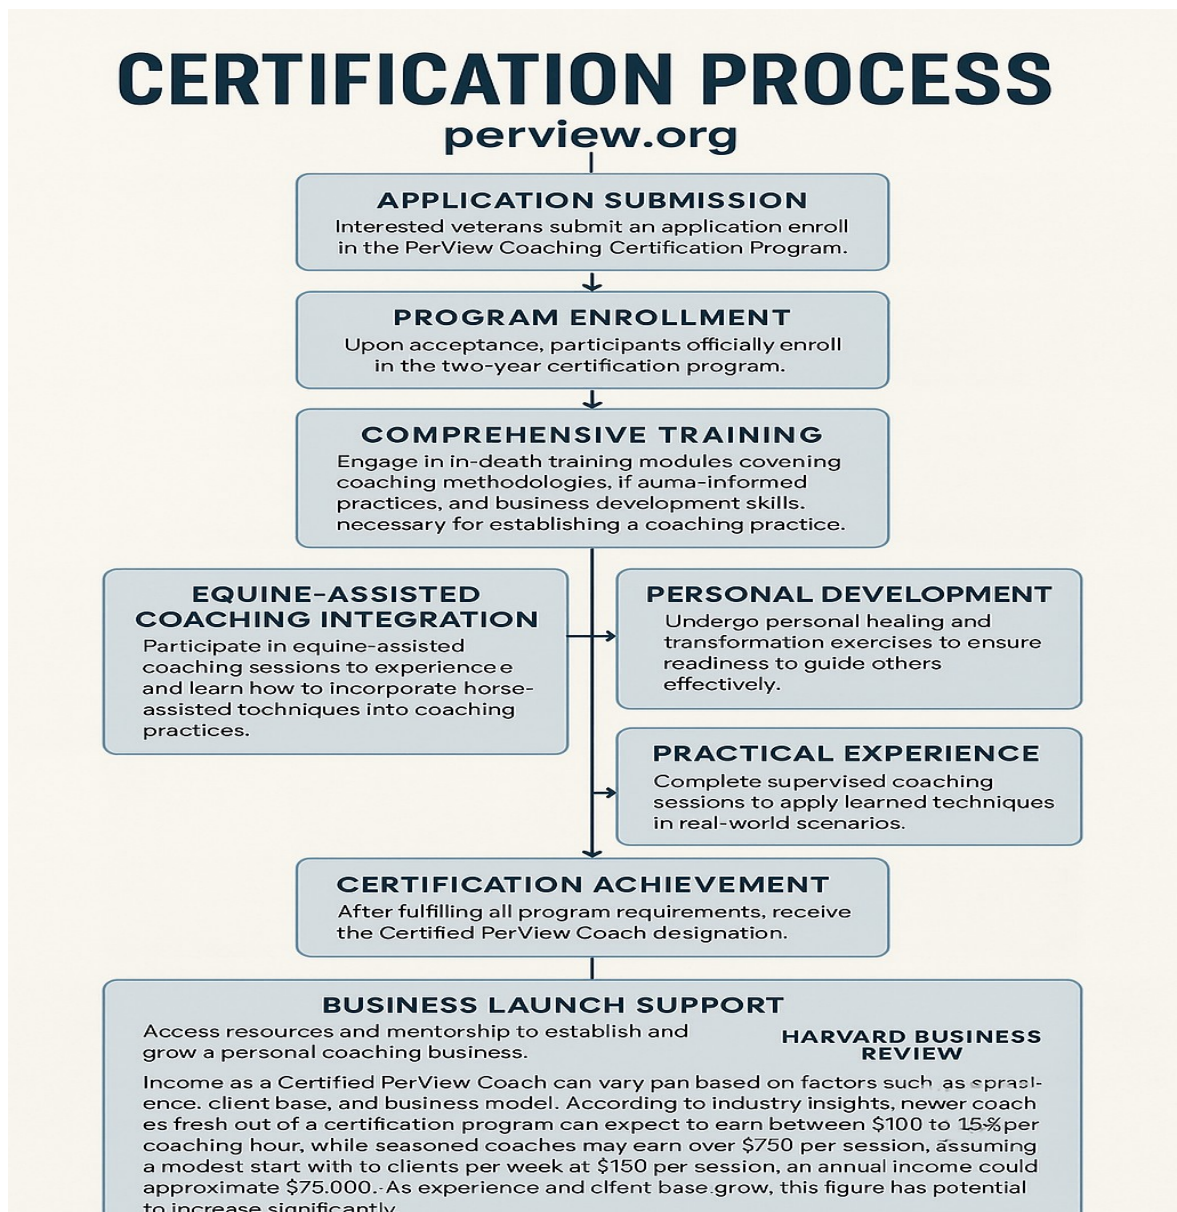 CERTIFICATION PROCESS
perview.org
APPLICATION SUBMISSION
Interested veterans submit an application enroll
in the PerView Coaching Certification Program.
PROGRAM ENROLLMENT
Upon acceptance, participants officially enroll
in the two-year certification program.
COMPREHENSIVE TRAINING
Engage in in-death training modules covening
coaching methodologies, if auma-informed
practices, and business development skills.
necessary for establishing a coaching practice.
EQUINE-ASSISTED
COACHING INTEGRATION
Participate in equine-assisted
coaching sessions to experience e
and learn how to incorporate horse-
assisted tochniques into coaching
practices.
PERSONAL DEVELOPMENT
Undergo personal healing and
transformation exercises to ensure
readiness to guide others
effectively.
PRACTICAL EXPERIENCE
Complete supervised coaching
sessions to apply learned techniques
in real-world scenarios.
CERTIFICATION ACHIEVEMENT
After fulfilling all program requirements, receive
the Certified PerView Coach designation.
BUSINESS LAUNCH SUPPORT
Access resources and mentorship to establish and
grow a personal coaching business.
HARVARD BUSINESS
REVIEW
Income as a Certified PerView Coach can vary pan based on factors such as
ence. client base, and business model. According to industry insights, newer coach
es fresh out of a certification program can expect to earn between $100 to per
coaching hour, while seasoned coaches may earn over $750 per session, assuming
a modest start with to clients per week at $150 per session, an annual income could
approximate $75.000. As experience and clfent base.grow, this figure has potential
to increase significantly